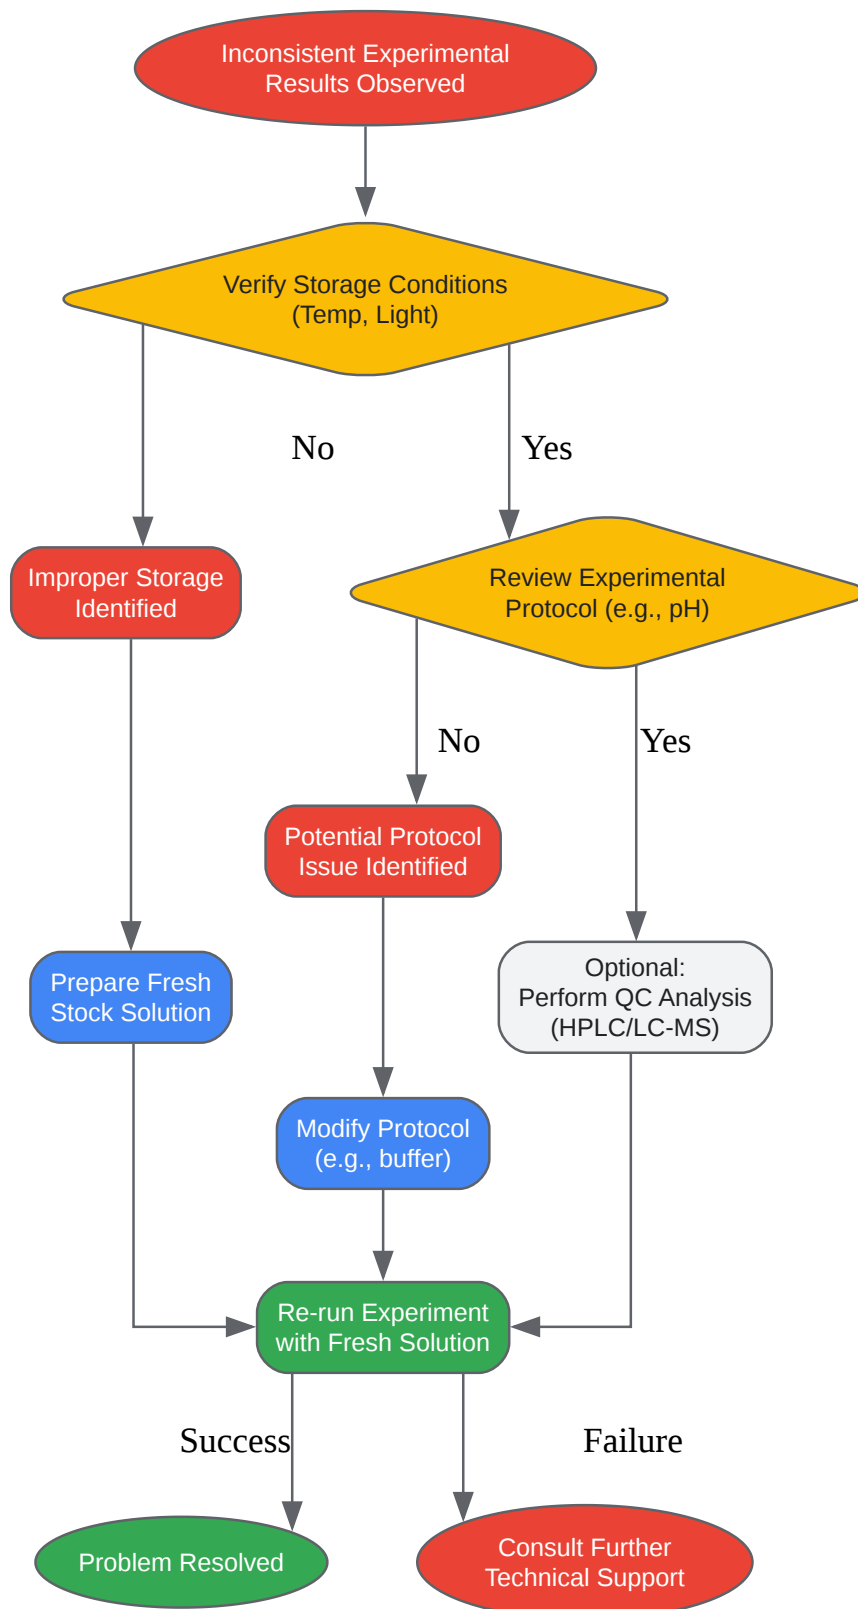 Inconsistent Experimental
Results Observed
Verify Storage Conditions
(Temp, Light)
No
Yes
Improper Storage
Identified
Review Experimental
Protocol (e.g., pH)
No
Yes
Potential Protocol
Issue Identified
Prepare Fresh
Stock Solution
Optional:
Perform QC Analysis
(HPLC/LC-MS)
Modify Protocol
(e.g., buffer)
Re-run Experiment
with Fresh Solution
Success
Failure
Problem Resolved
Consult Further
Technical Support